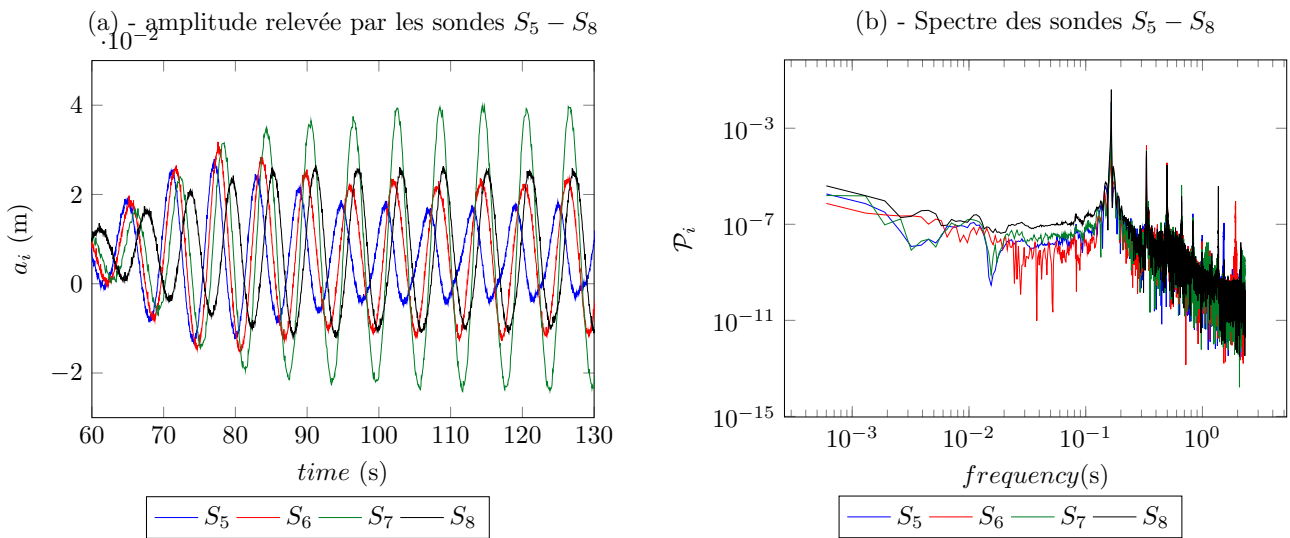 (a) - amplitude relevée par les sondes S₅ − S₈
·10⁻²
4
2
0
−2
60 70 80 90 100 110 120 130
a_i (m)
time (s)
S₅ S₆ S₇ S₈
(b) - Spectre des sondes S₅ − S₈
10⁻³
10⁻⁷
10⁻¹¹
10⁻¹⁵
10⁻³ 10⁻² 10⁻¹ 10⁰
𝒫_i
frequency(s)
S₅ S₆ S₇ S₈